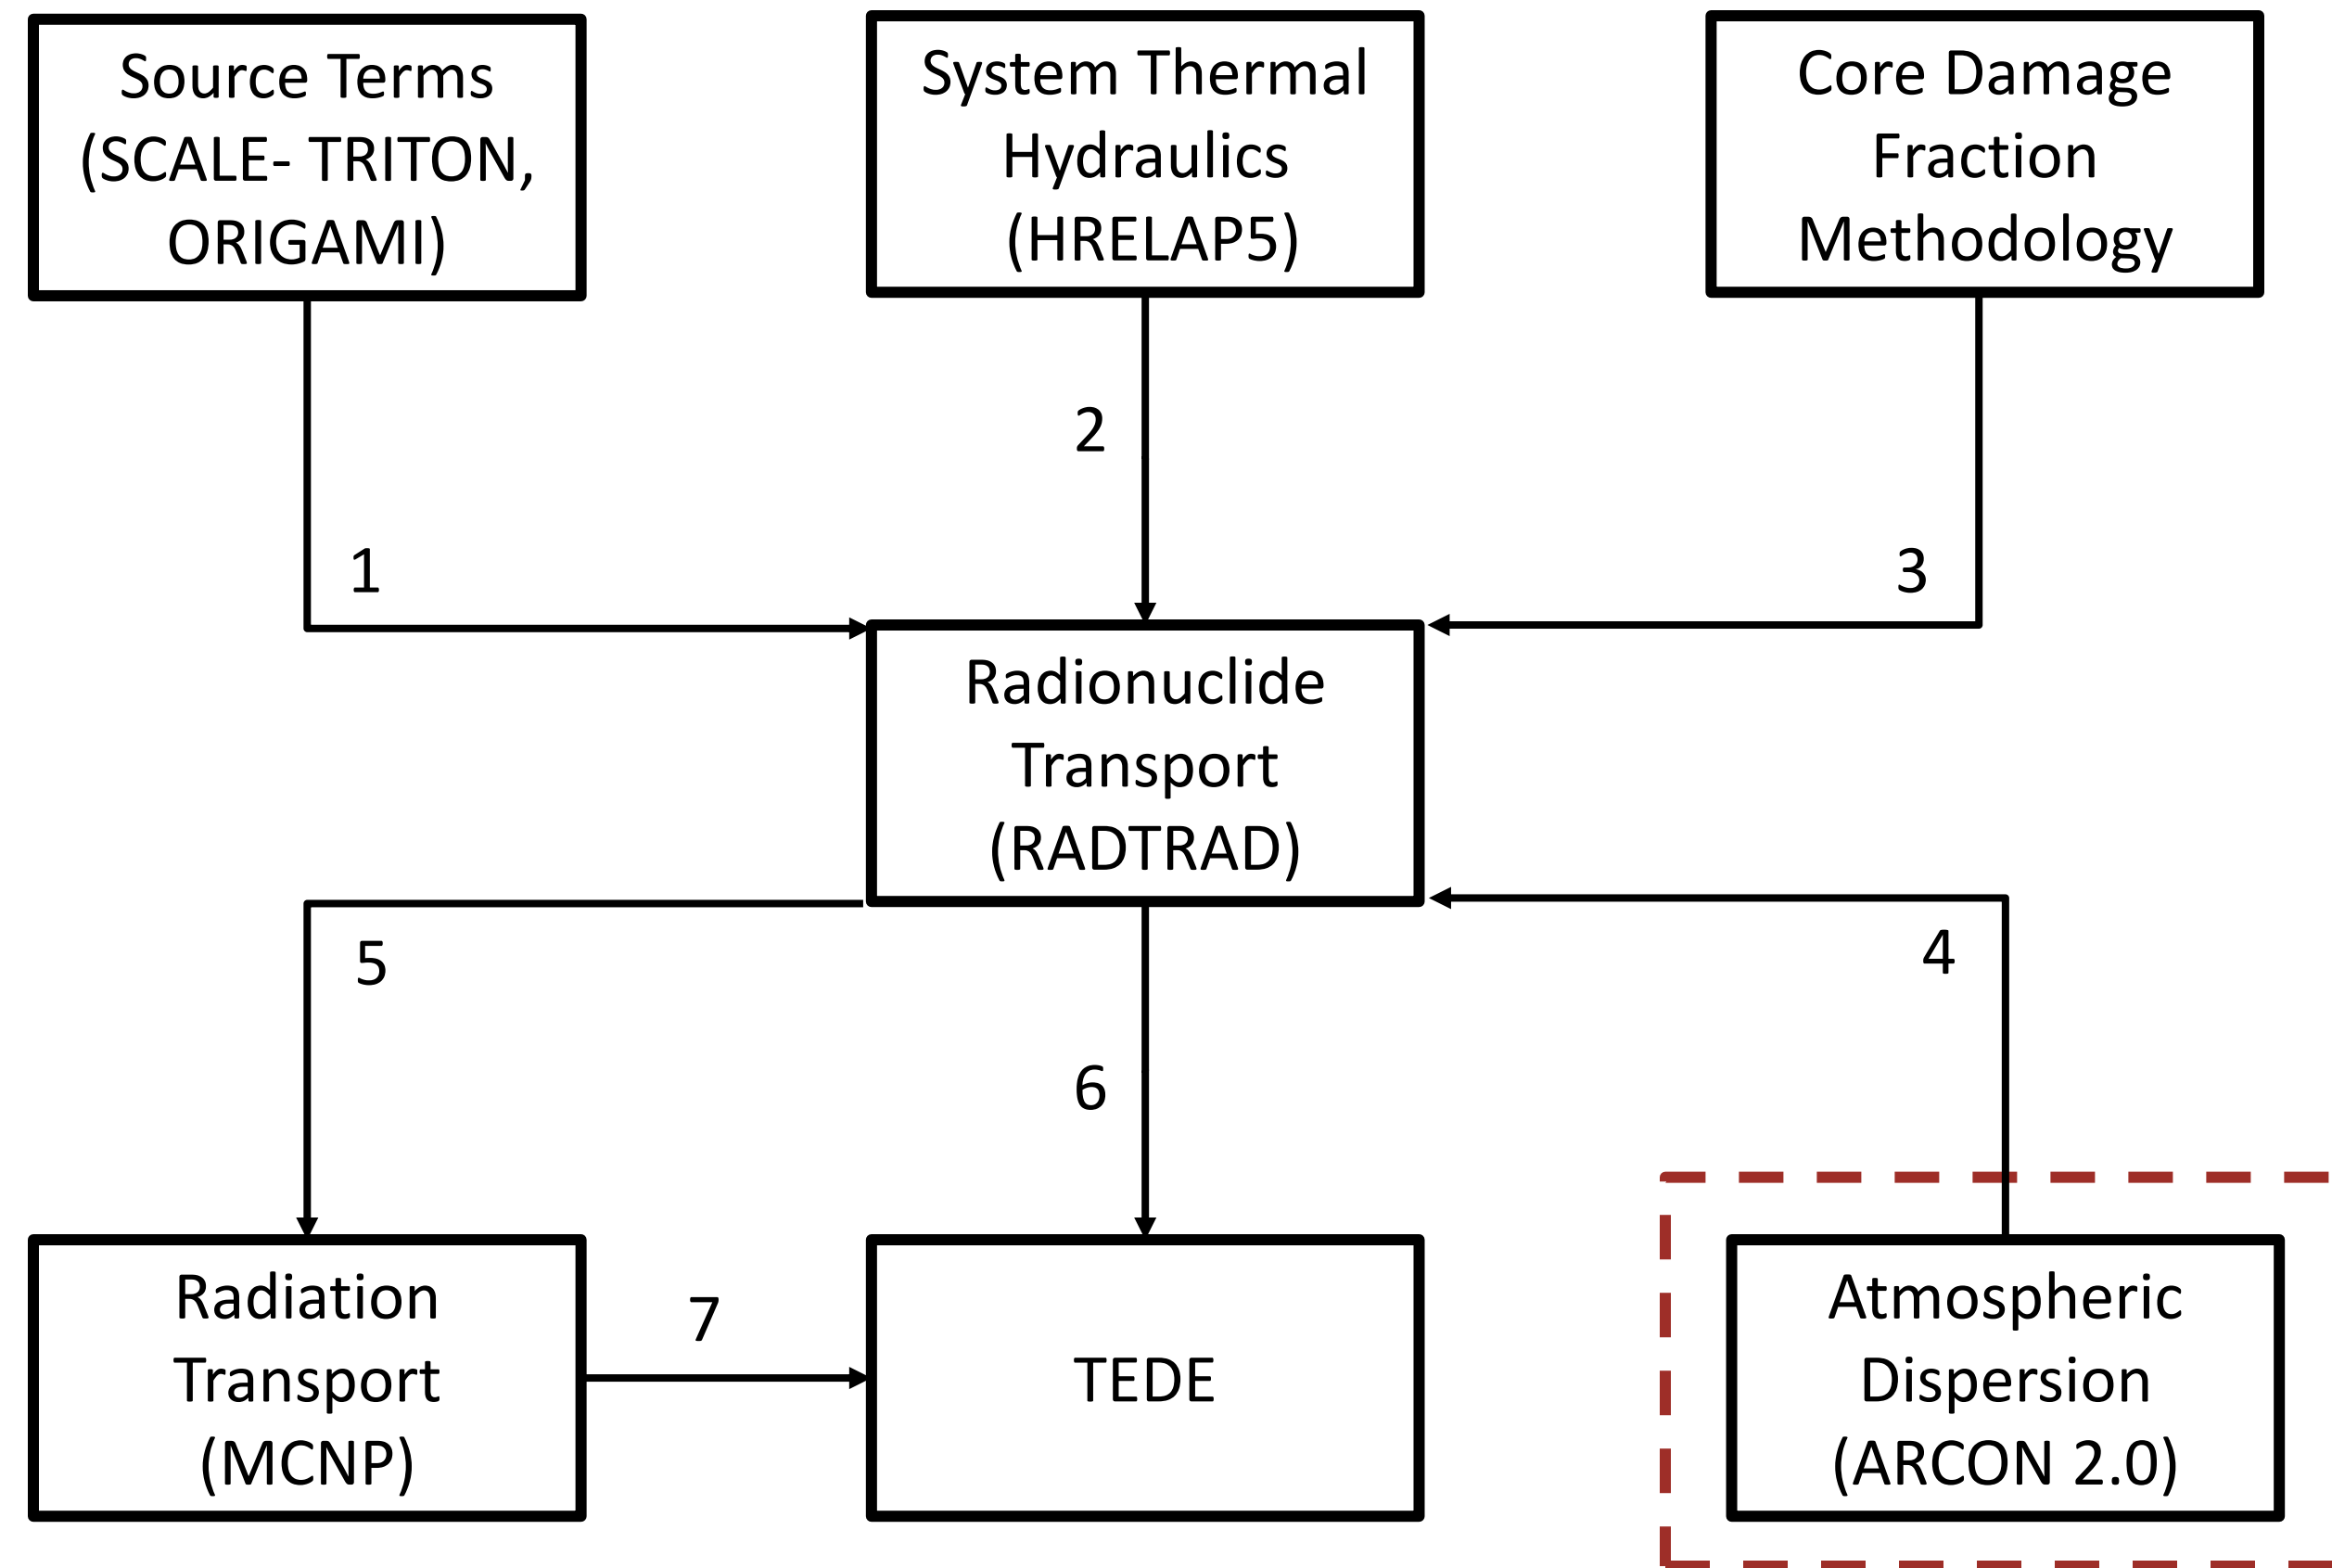 Source Terms
(SCALE- TRITON,
ORIGAMI)
System Thermal
Hydraulics
(HRELAP5)
Core Damage
Fraction
Methodology
2
1
3
Radionuclide
Transport
(RADTRAD)
5
4
6
Radiation
Transport
(MCNP)
7
TEDE
Atmospheric
Dispersion
(ARCON 2.0)